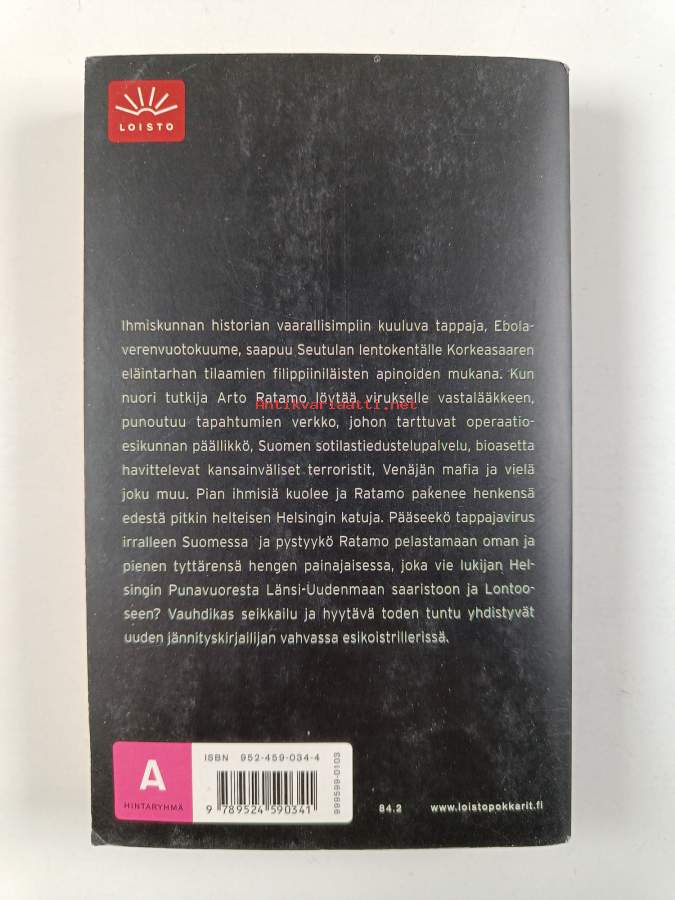 LOISTO
Ihmiskunnan historian vaarallisimpiin kuuluva tappaja, Ebola-
verenvuotokuume, saapuu Seutulan lentokentälle Korkeasaaren
eläintarhan tilaamien filippiiniläisten apinoiden mukana. Kun
nuori tutkija Arto Ratamo löytää virukselle vastalääkkeen,
Antikvariaatti.net
punoutuu tapahtumien verkko, johon tarttuvat operaatio-
esikunnan päällikkö, Suomen sotilastiedustelupalvelu, bioasetta
havittelevat kansainväliset terroristit, Venäjän mafia ja vielä
joku muu. Pian ihmisiä kuolee ja Ratamo pakenee henkensä
edestä pitkin helteisen Helsingin katuja. Pääseekö tappajavirus
irralleen Suomessa ja pystyykö Ratamo pelastamaan oman ja
pienen tyttärensä hengen painajaisessa, joka vie lukijan Hel-
singin Punavuoresta Länsi-Uudenmaan saaristoon ja Lontoo-
seen? Vauhdikas seikkailu ja hyytävä toden tuntu yhdistyvät
uuden jännityskirjailijan vahvassa esikoistrillerissä.
A
HINTARYHMÄ
ISBN 952-459-034-4
9 789524 590341
999599-0103
84.2
www.loistopokkarit.fi